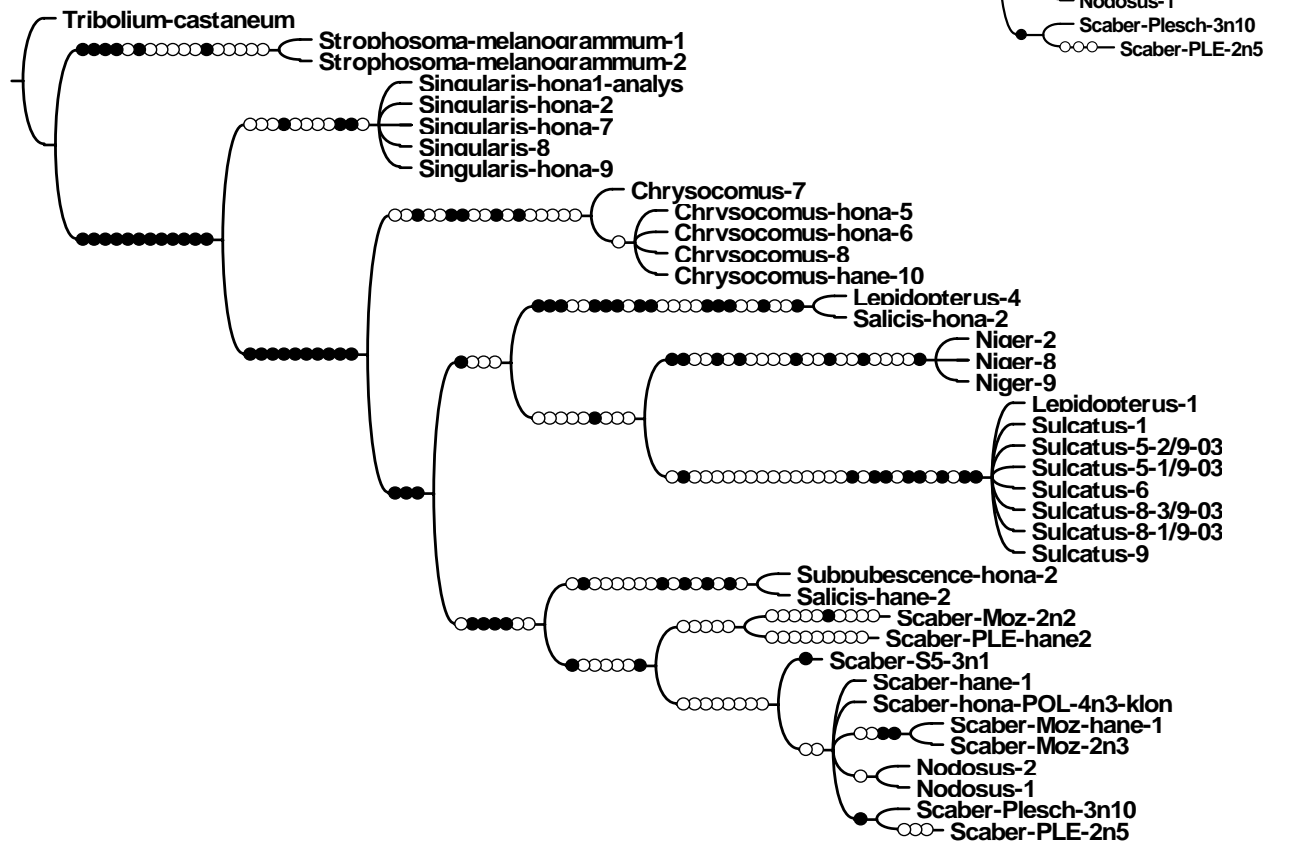 Nodosus-1
Scaber-Plesch-3n10
Scaber-PLE-2n5
Tribolium-castaneum
Strophosoma-melanogrammum-1
Strophosoma-melanogrammum-2
Singularis-hona1-analys
Singularis-hona-2
Singularis-hona-7
Singularis-8
Singularis-hona-9
Chrysocomus-7
Chrysocomus-hona-5
Chrysocomus-hona-6
Chrysocomus-8
Chrysocomus-hane-10
Lepidopterus-4
Salicis-hona-2
Niger-2
Niger-8
Niger-9
Lepidopterus-1
Sulcatus-1
Sulcatus-5-2/9-03
Sulcatus-5-1/9-03
Sulcatus-6
Sulcatus-8-3/9-03
Sulcatus-8-1/9-03
Sulcatus-9
Subpubescence-hona-2
Salicis-hane-2
Scaber-Moz-2n2
Scaber-PLE-hane2
Scaber-S5-3n1
Scaber-hane-1
Scaber-hona-POL-4n3-klon
Scaber-Moz-hane-1
Scaber-Moz-2n3
Nodosus-2
Nodosus-1
Scaber-Plesch-3n10
Scaber-PLE-2n5